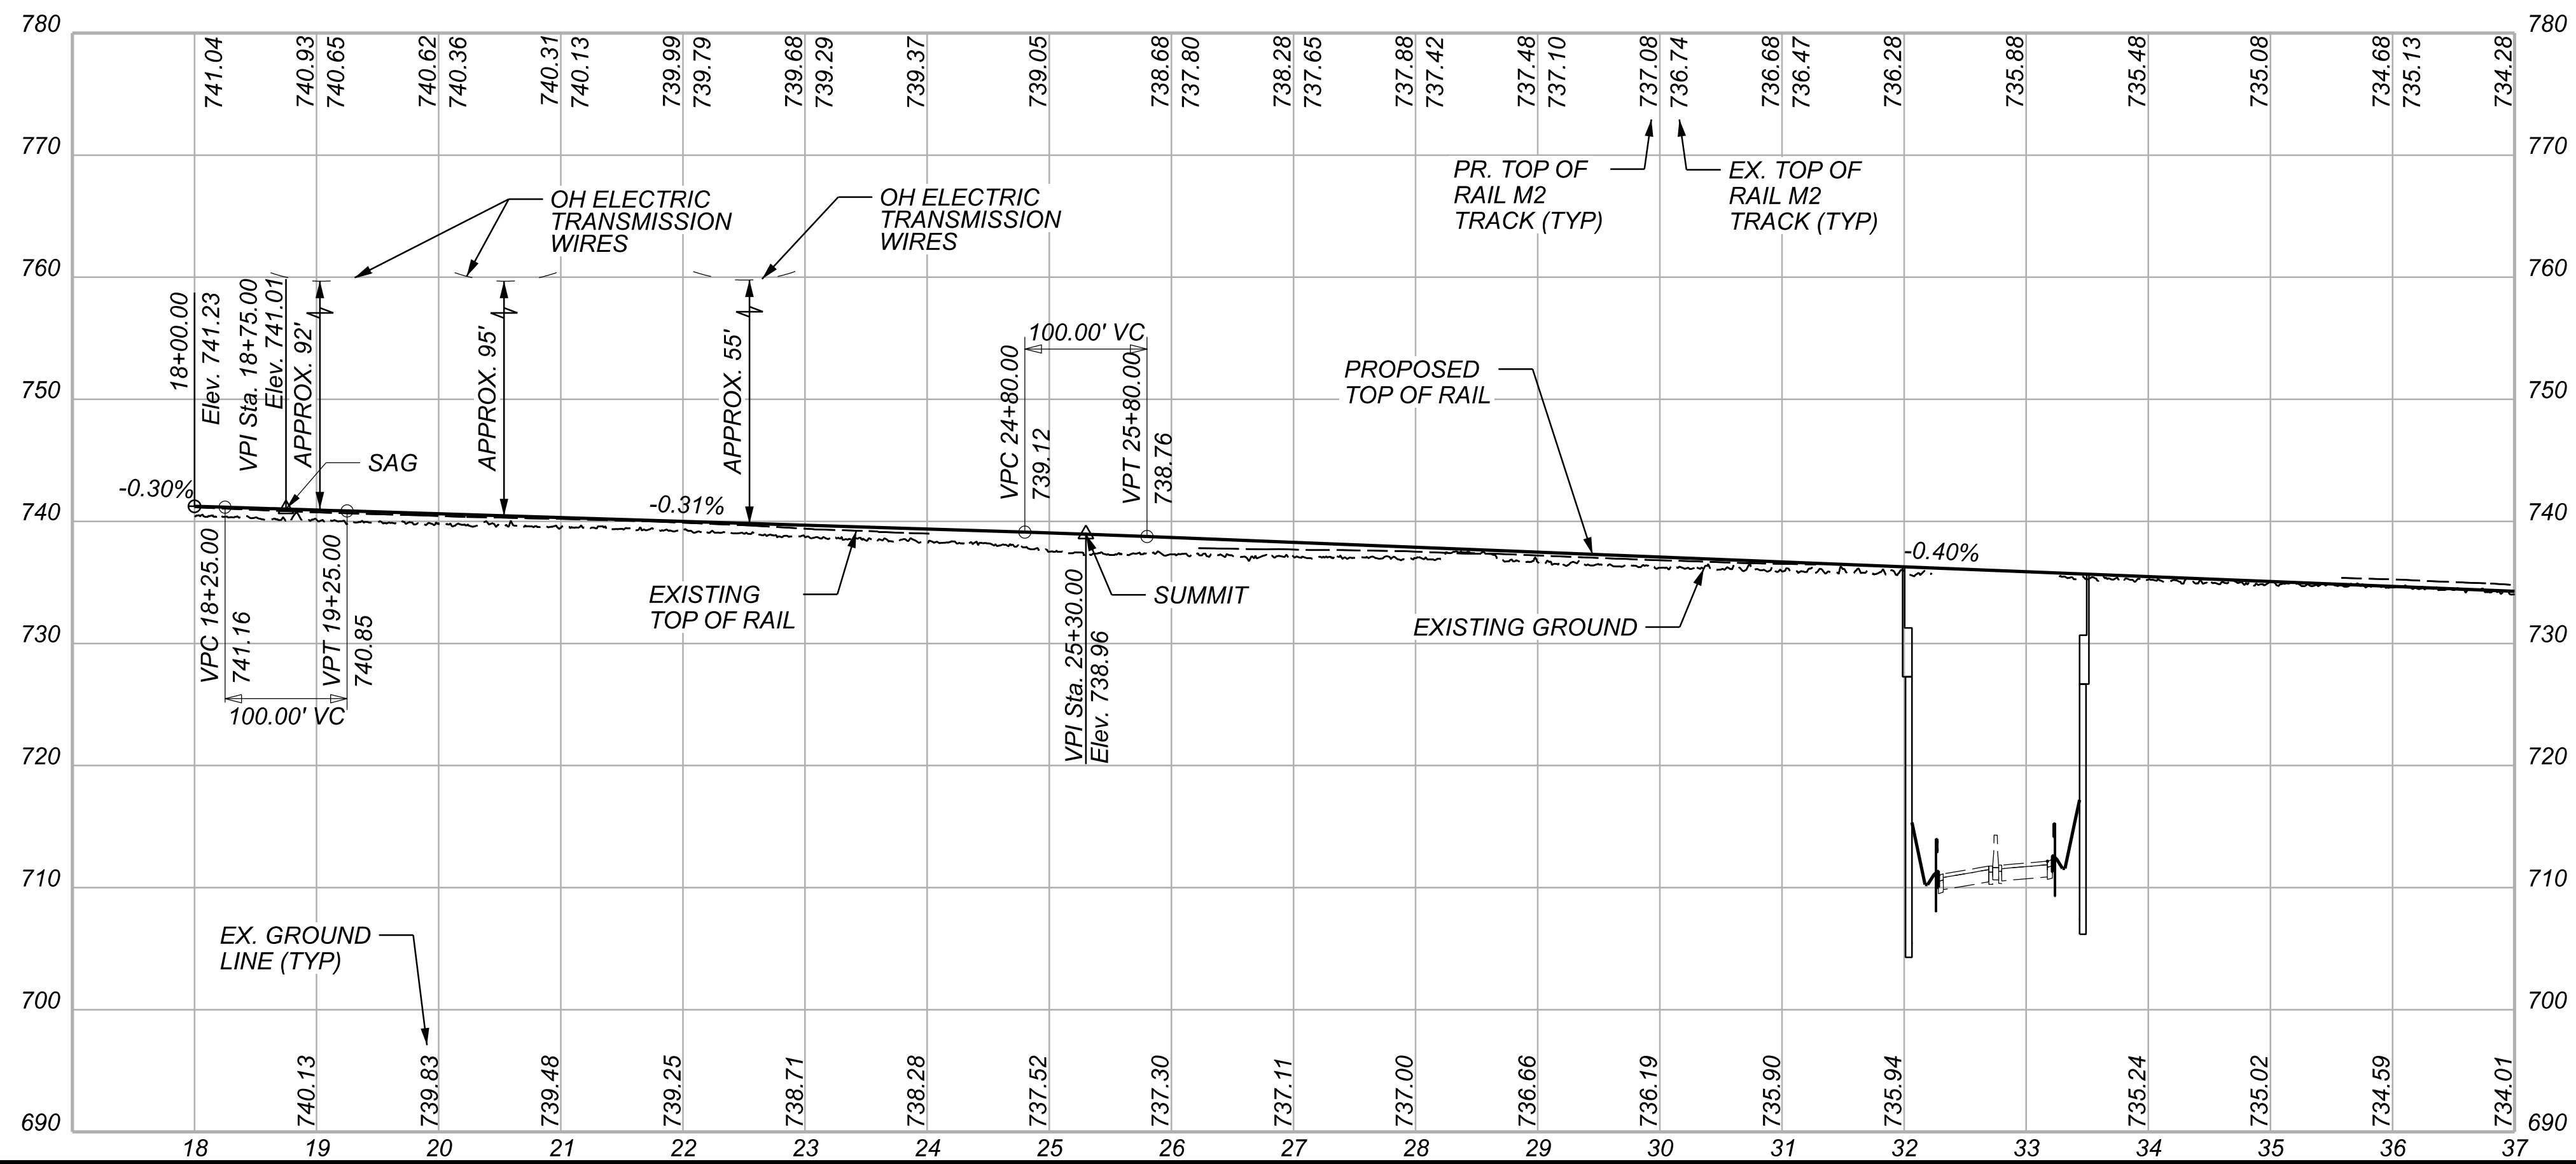 780
780
741.04
740.93
740.65
740.62
740.36
740.31
740.13
739.99
739.79
739.68
739.29
739.37
739.05
738.68
737.80
738.28
737.65
737.88
737.42
737.48
737.10
737.08
736.74
736.68
736.47
736.28
735.88
735.48
735.08
734.68
735.13
734.28
770
770
PR. TOP OF
RAIL M2
TRACK (TYP)
EX. TOP OF
RAIL M2
TRACK (TYP)
OH ELECTRIC
TRANSMISSION
WIRES
OH ELECTRIC
TRANSMISSION
WIRES
760
760
18+00.00
Elev. 741.23
VPI Sta. 18+75.00
Elev. 741.01
APPROX. 92'
APPROX. 95'
APPROX. 55'
100.00' VC
VPC 24+80.00
739.12
VPT 25+80.00
738.76
PROPOSED
TOP OF RAIL
750
750
SAG
-0.30%
-0.31%
740
740
-0.40%
VPC 18+25.00
741.16
VPT 19+25.00
740.85
100.00' VC
EXISTING
TOP OF RAIL
VPI Sta. 25+30.00
Elev. 738.96
SUMMIT
EXISTING GROUND
730
730
720
720
710
710
EX. GROUND
LINE (TYP)
700
700
740.13
739.83
739.48
739.25
738.71
738.28
737.52
737.30
737.11
737.00
736.66
736.19
735.90
735.94
735.24
735.02
734.59
734.01
690
690
18 19 20 21 22 23 24 25 26 27 28 29 30 31 32 33 34 35 36 37